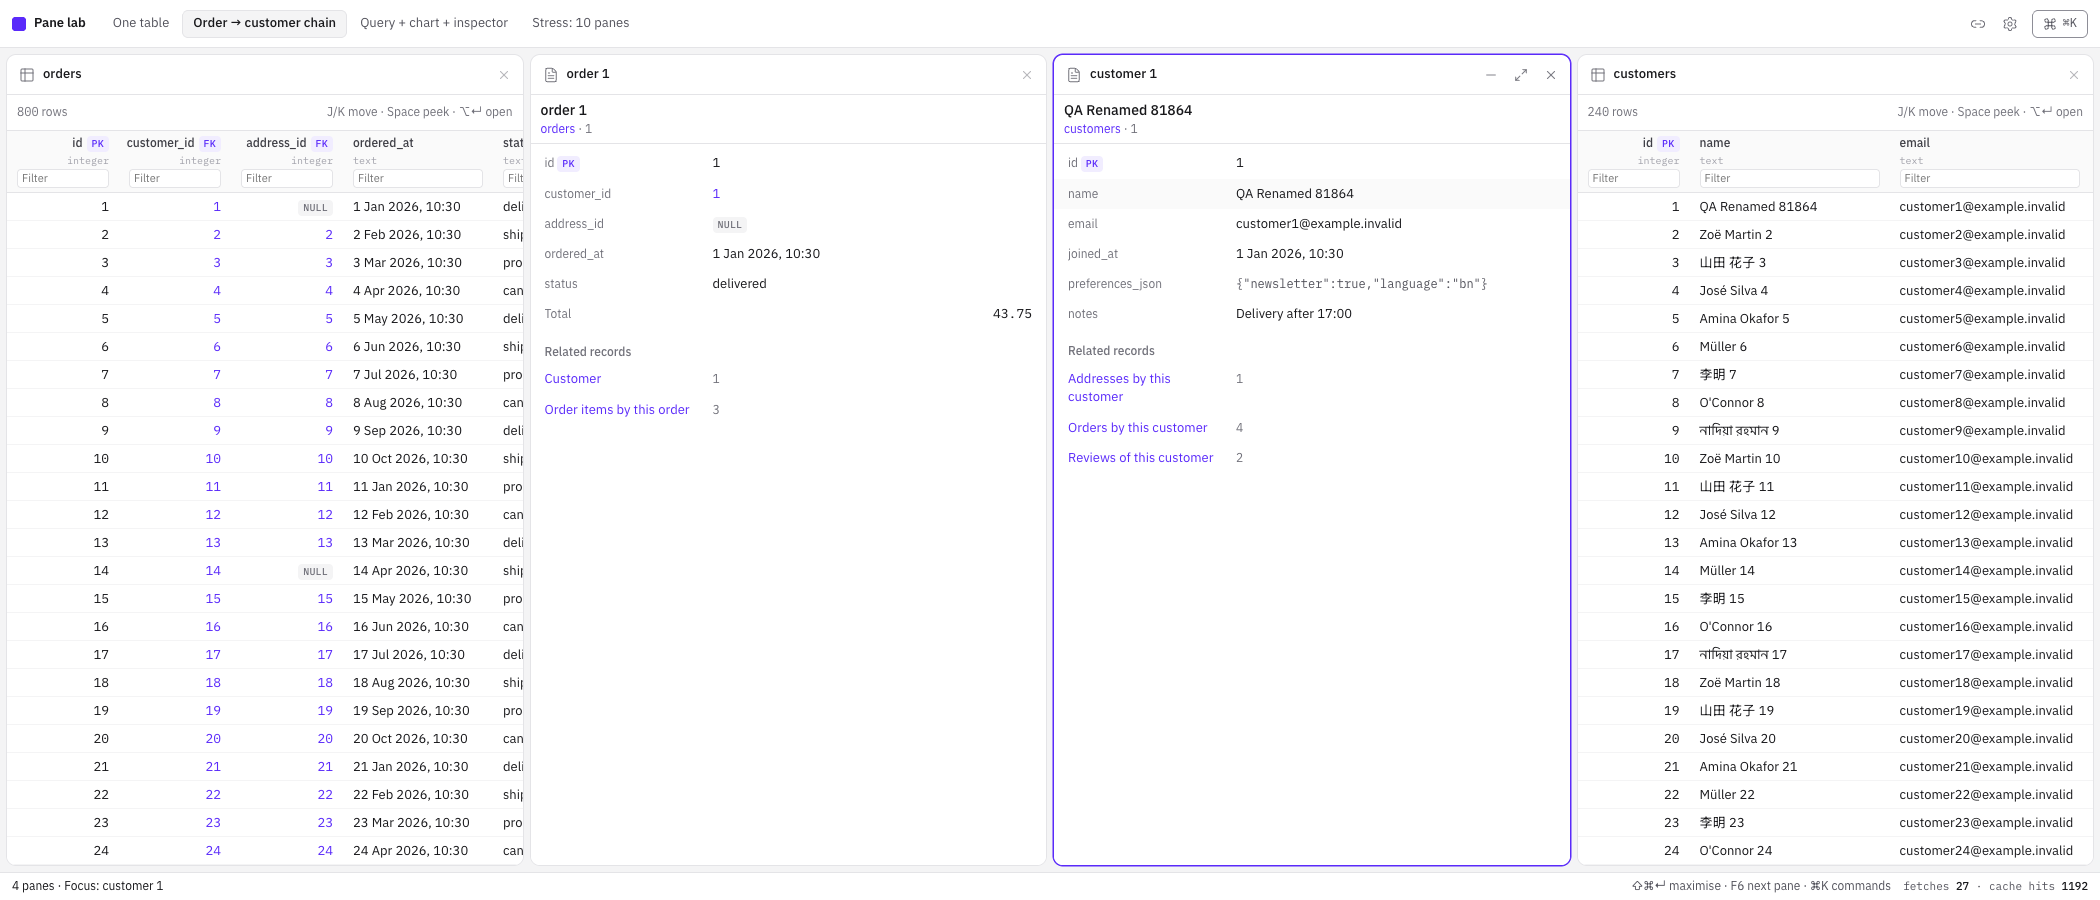 Pane lab One table Order → customer chain Query + chart + inspector Stress: 10 panes ⌘ ⌘K
orders
800 rows J/K move · Space peek · ⌥↵ open
id PK customer_id FK address_id FK ordered_at stat
integer integer integer text tex
Filter Filter Filter Filter Filt
1 1 NULL 1 Jan 2026, 10:30 deli
2 2 2 2 Feb 2026, 10:30 ship
3 3 3 3 Mar 2026, 10:30 pro
4 4 4 4 Apr 2026, 10:30 can
5 5 5 5 May 2026, 10:30 deli
6 6 6 6 Jun 2026, 10:30 ship
7 7 7 7 Jul 2026, 10:30 pro
8 8 8 8 Aug 2026, 10:30 can
9 9 9 9 Sep 2026, 10:30 deli
10 10 10 10 Oct 2026, 10:30 ship
11 11 11 11 Jan 2026, 10:30 pro
12 12 12 12 Feb 2026, 10:30 can
13 13 13 13 Mar 2026, 10:30 deli
14 14 NULL 14 Apr 2026, 10:30 ship
15 15 15 15 May 2026, 10:30 pro
16 16 16 16 Jun 2026, 10:30 can
17 17 17 17 Jul 2026, 10:30 deli
18 18 18 18 Aug 2026, 10:30 ship
19 19 19 19 Sep 2026, 10:30 pro
20 20 20 20 Oct 2026, 10:30 can
21 21 21 21 Jan 2026, 10:30 deli
22 22 22 22 Feb 2026, 10:30 ship
23 23 23 23 Mar 2026, 10:30 pro
24 24 24 24 Apr 2026, 10:30 can
order 1
order 1
orders · 1
id PK 1
customer_id 1
address_id NULL
ordered_at 1 Jan 2026, 10:30
status delivered
Total 43.75
Related records
Customer 1
Order items by this order 3
customer 1
QA Renamed 81864
customers · 1
id PK 1
name QA Renamed 81864
email customer1@example.invalid
joined_at 1 Jan 2026, 10:30
preferences_json {"newsletter":true,"language":"bn"}
notes Delivery after 17:00
Related records
Addresses by this 1
customer
Orders by this customer 4
Reviews of this customer 2
customers
240 rows J/K move · Space peek · ⌥↵ open
id PK name email
integer text text
Filter Filter Filter
1 QA Renamed 81864 customer1@example.invalid
2 Zoë Martin 2 customer2@example.invalid
3 山田 花子 3 customer3@example.invalid
4 José Silva 4 customer4@example.invalid
5 Amina Okafor 5 customer5@example.invalid
6 Müller 6 customer6@example.invalid
7 李明 7 customer7@example.invalid
8 O'Connor 8 customer8@example.invalid
9 নাদিয়া রহমান 9 customer9@example.invalid
10 Zoë Martin 10 customer10@example.invalid
11 山田 花子 11 customer11@example.invalid
12 José Silva 12 customer12@example.invalid
13 Amina Okafor 13 customer13@example.invalid
14 Müller 14 customer14@example.invalid
15 李明 15 customer15@example.invalid
16 O'Connor 16 customer16@example.invalid
17 নাদিয়া রহমান 17 customer17@example.invalid
18 Zoë Martin 18 customer18@example.invalid
19 山田 花子 19 customer19@example.invalid
20 José Silva 20 customer20@example.invalid
21 Amina Okafor 21 customer21@example.invalid
22 Müller 22 customer22@example.invalid
23 李明 23 customer23@example.invalid
24 O'Connor 24 customer24@example.invalid
4 panes · Focus: customer 1 ⇧⌘↵ maximise · F6 next pane · ⌘K commands fetches 27 · cache hits 1192